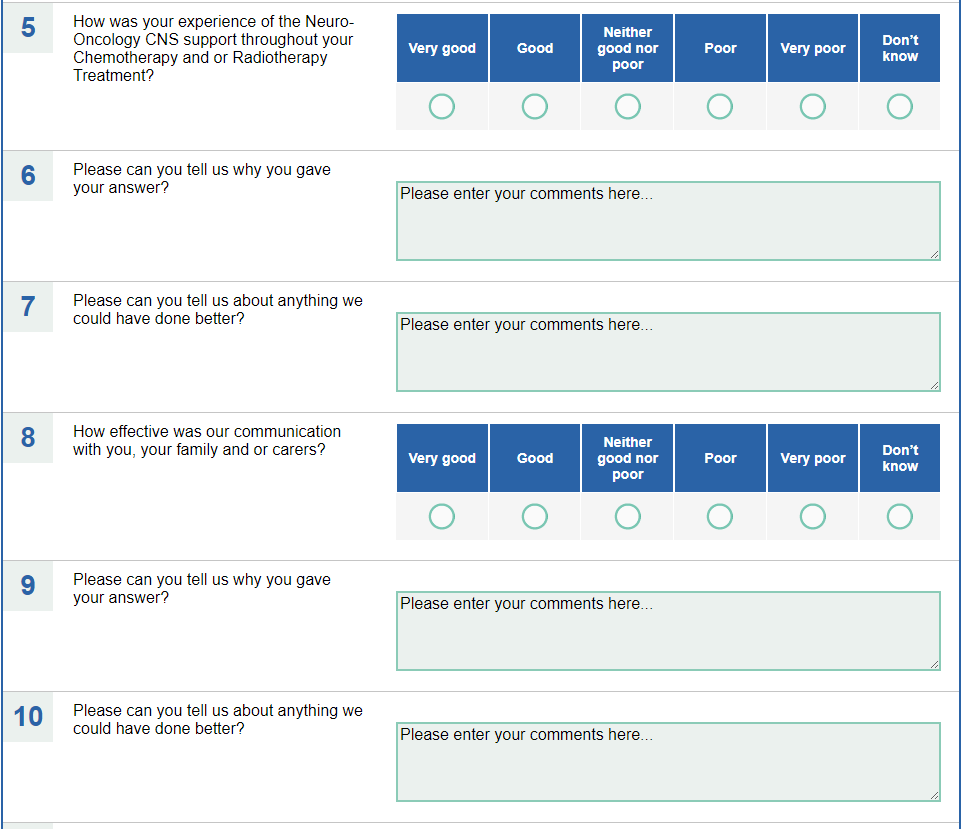 5
How was your experience of the Neuro-
Oncology CNS support throughout your
Chemotherapy and or Radiotherapy
Treatment?
Very good
Good
Neither
good nor
poor
Poor
Very poor
Don’t
know
6
Please can you tell us why you gave
your answer?
Please enter your comments here...
7
Please can you tell us about anything we
could have done better?
Please enter your comments here...
8
How effective was our communication
with you, your family and or carers?
Very good
Good
Neither
good nor
poor
Poor
Very poor
Don’t
know
9
Please can you tell us why you gave
your answer?
Please enter your comments here...
10
Please can you tell us about anything we
could have done better?
Please enter your comments here...